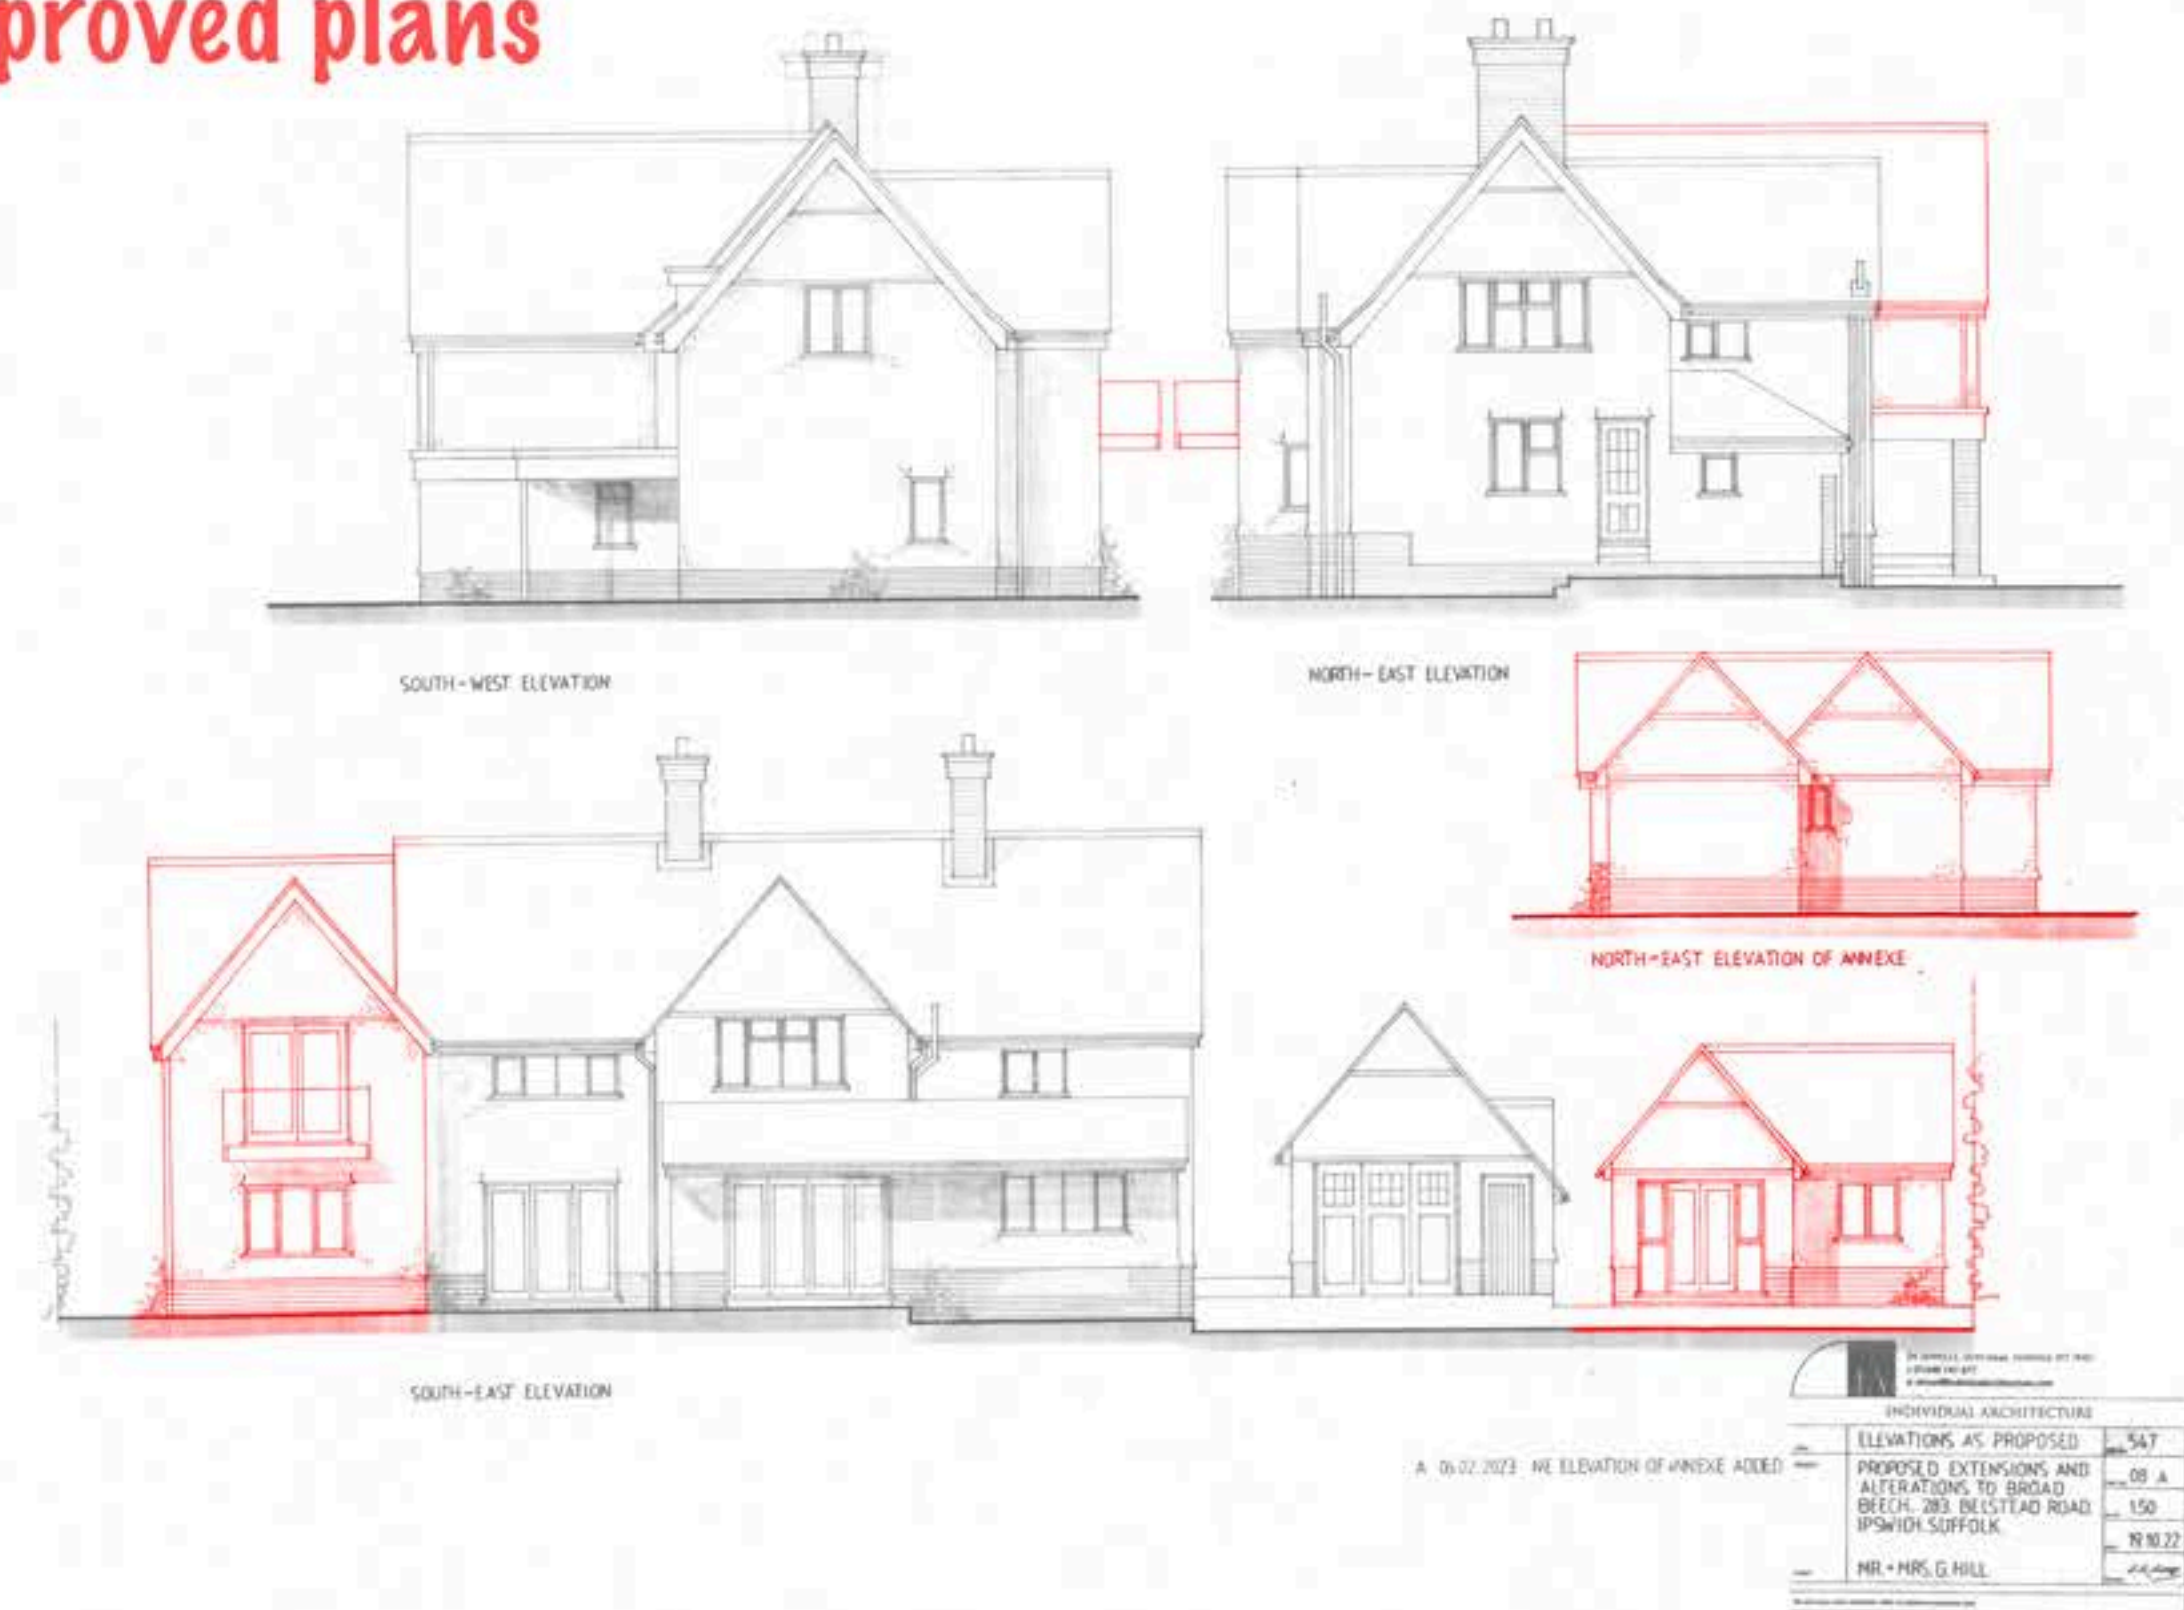 proved plans
SOUTH-WEST ELEVATION
NORTH-EAST ELEVATION
NORTH-EAST ELEVATION OF ANNEXE
SOUTH-EAST ELEVATION
A 06.02.2023 NE ELEVATION OF ANNEXE ADDED
INDIVIDUAL ARCHITECTURE
ELEVATIONS AS PROPOSED
547
PROPOSED EXTENSIONS AND
ALTERATIONS TO BROAD
BEECH, 283, BELSTEAD ROAD,
IPSWICH. SUFFOLK.
08 A
1:50
19.10.22
MR. + MRS. G. HILL